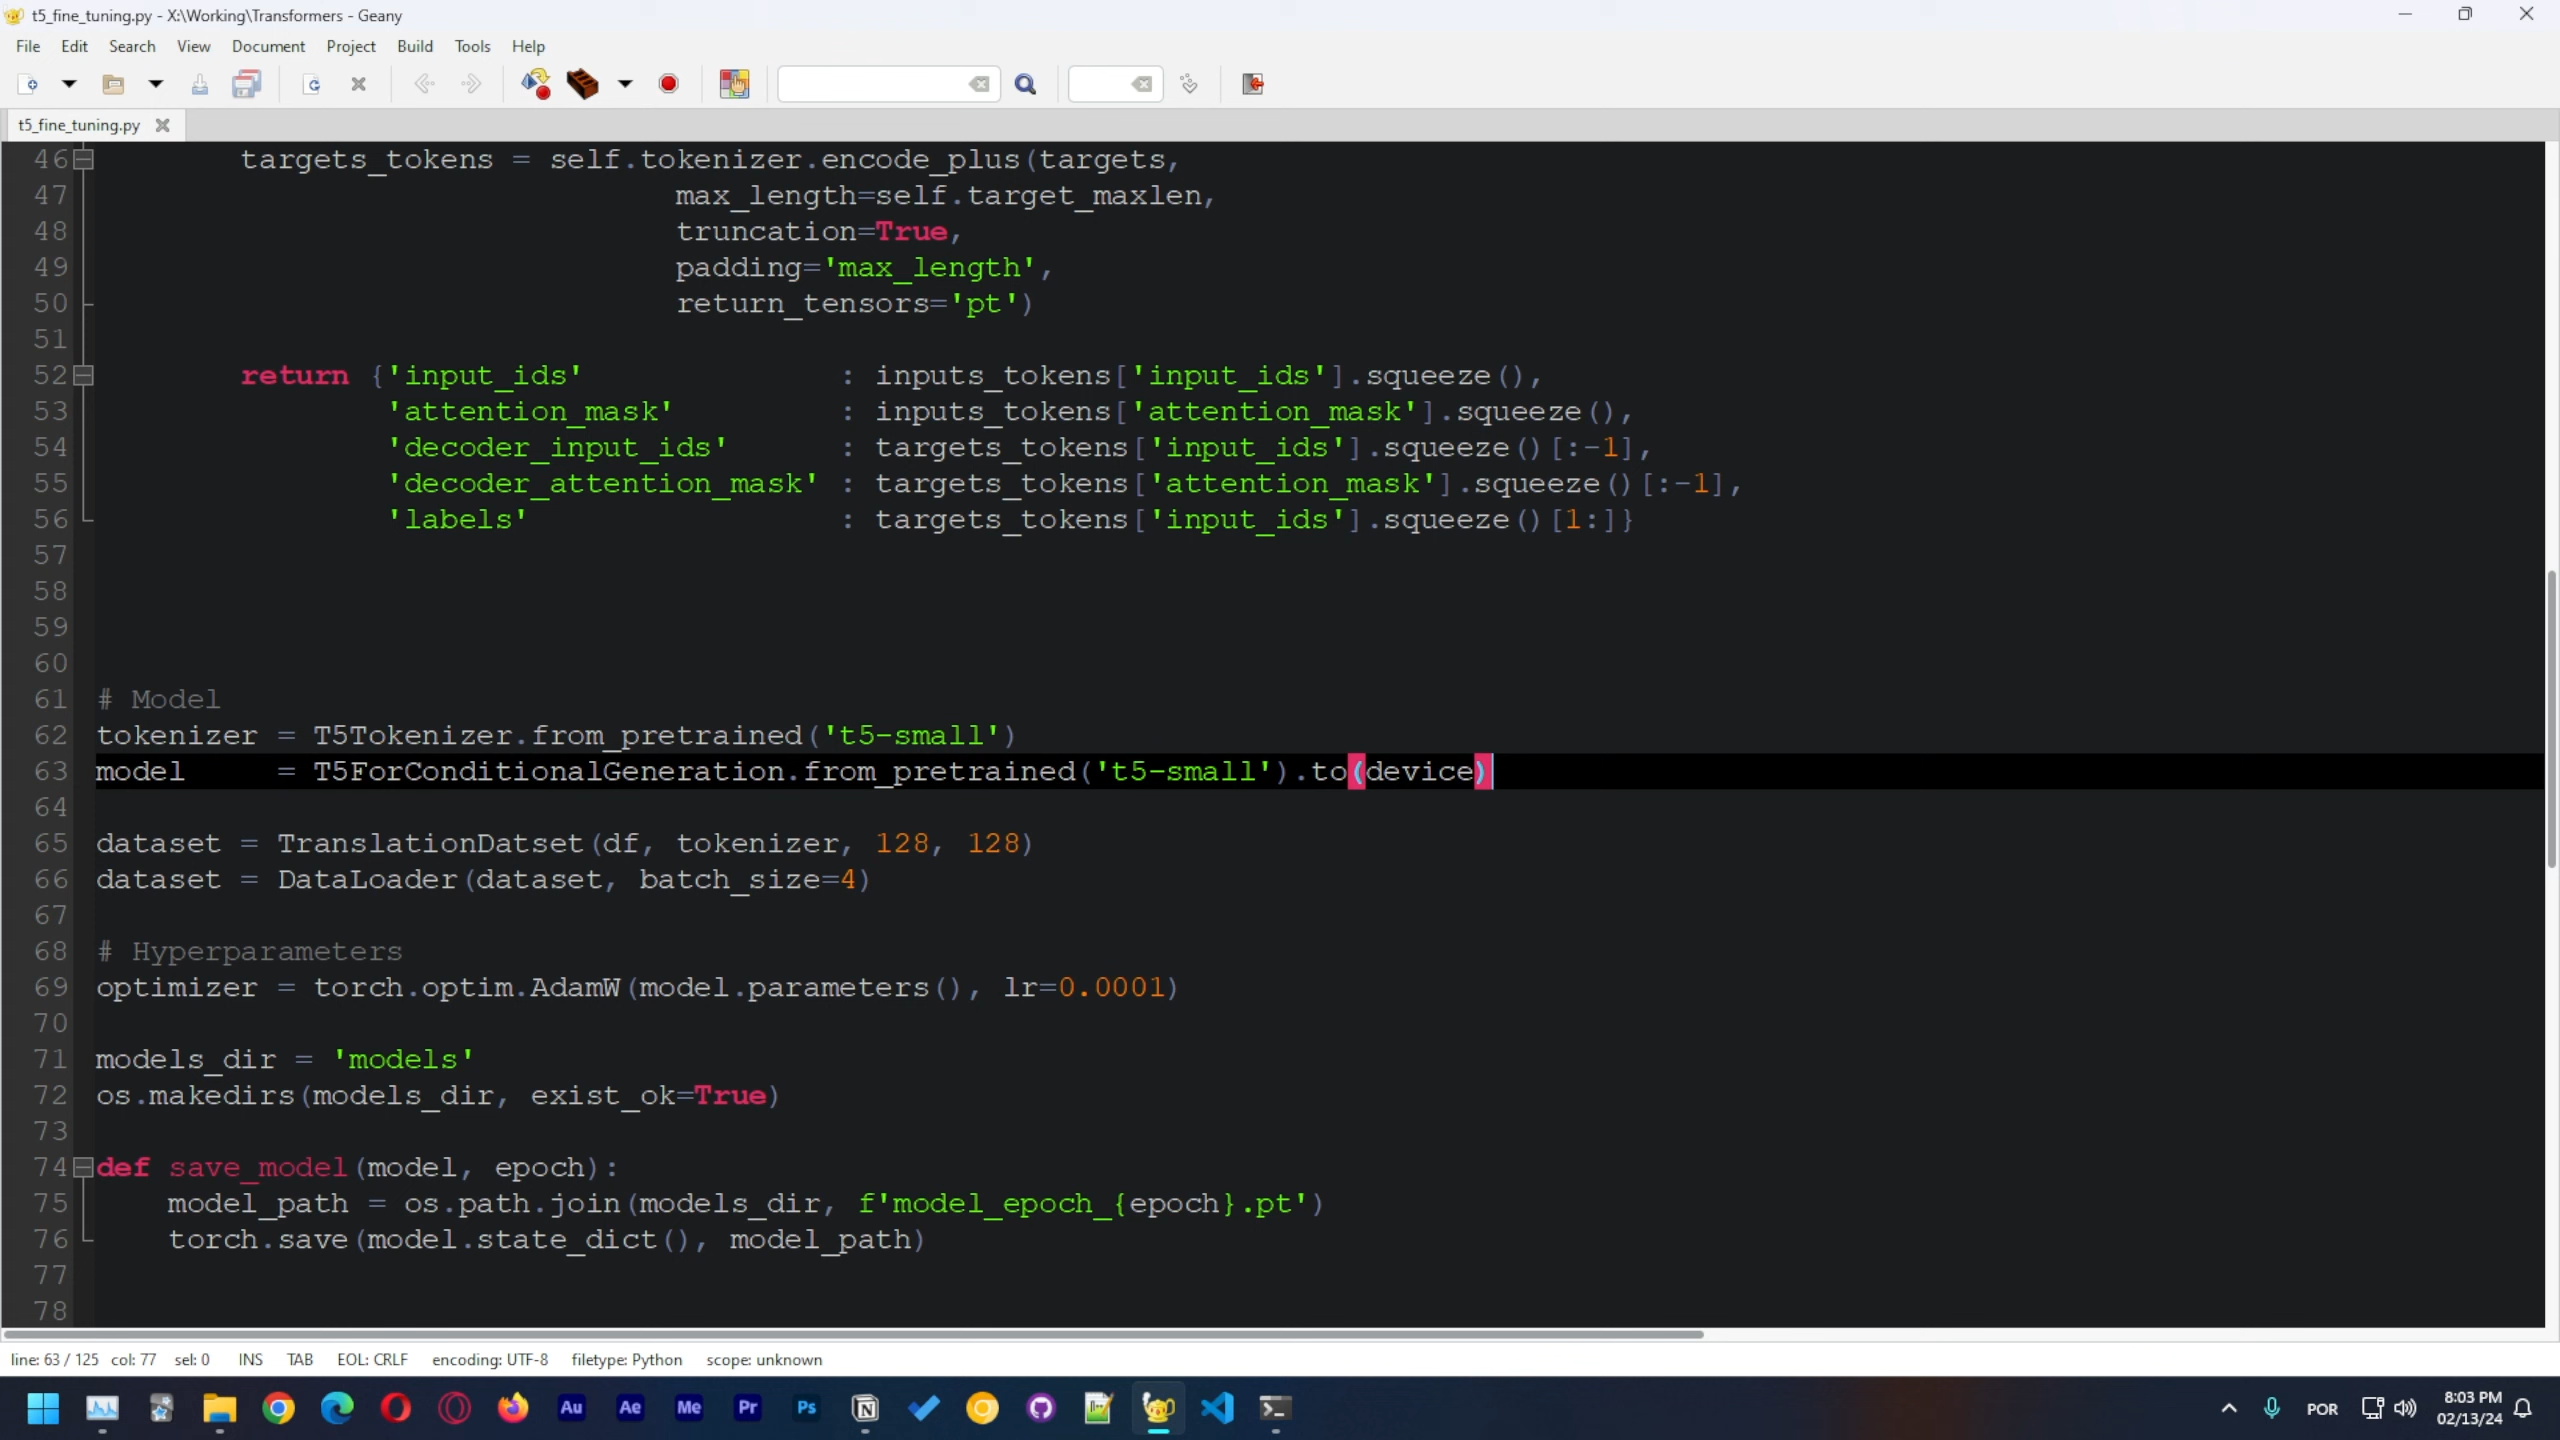 t5_fine_tuning.py - X:\Working\Transformers - Geany
File Edit Search View Document Project Build Tools Help
t5_fine_tuning.py
46 targets_tokens = self.tokenizer.encode_plus(targets,
47 max_length=self.target_maxlen,
48 truncation=True,
49 padding='max_length',
50 return_tensors='pt')
51
52 return {'input_ids' : inputs_tokens['input_ids'].squeeze(),
53 'attention_mask' : inputs_tokens['attention_mask'].squeeze(),
54 'decoder_input_ids' : targets_tokens['input_ids'].squeeze()[:-1],
55 'decoder_attention_mask' : targets_tokens['attention_mask'].squeeze()[:-1],
56 'labels' : targets_tokens['input_ids'].squeeze()[1:]}
57
58
59
60
61 # Model
62 tokenizer = T5Tokenizer.from_pretrained('t5-small')
63 model = T5ForConditionalGeneration.from_pretrained('t5-small').to(device)
64
65 dataset = TranslationDatset(df, tokenizer, 128, 128)
66 dataset = DataLoader(dataset, batch_size=4)
67
68 # Hyperparameters
69 optimizer = torch.optim.AdamW(model.parameters(), lr=0.0001)
70
71 models_dir = 'models'
72 os.makedirs(models_dir, exist_ok=True)
73
74 def save_model(model, epoch):
75 model_path = os.path.join(models_dir, f'model_epoch_{epoch}.pt')
76 torch.save(model.state_dict(), model_path)
77
78
line: 63 / 125 col: 77 sel: 0 INS TAB EOL: CRLF encoding: UTF-8 filetype: Python scope: unknown
Au Ae Me Pr Ps POR 8:03 PM
02/13/24